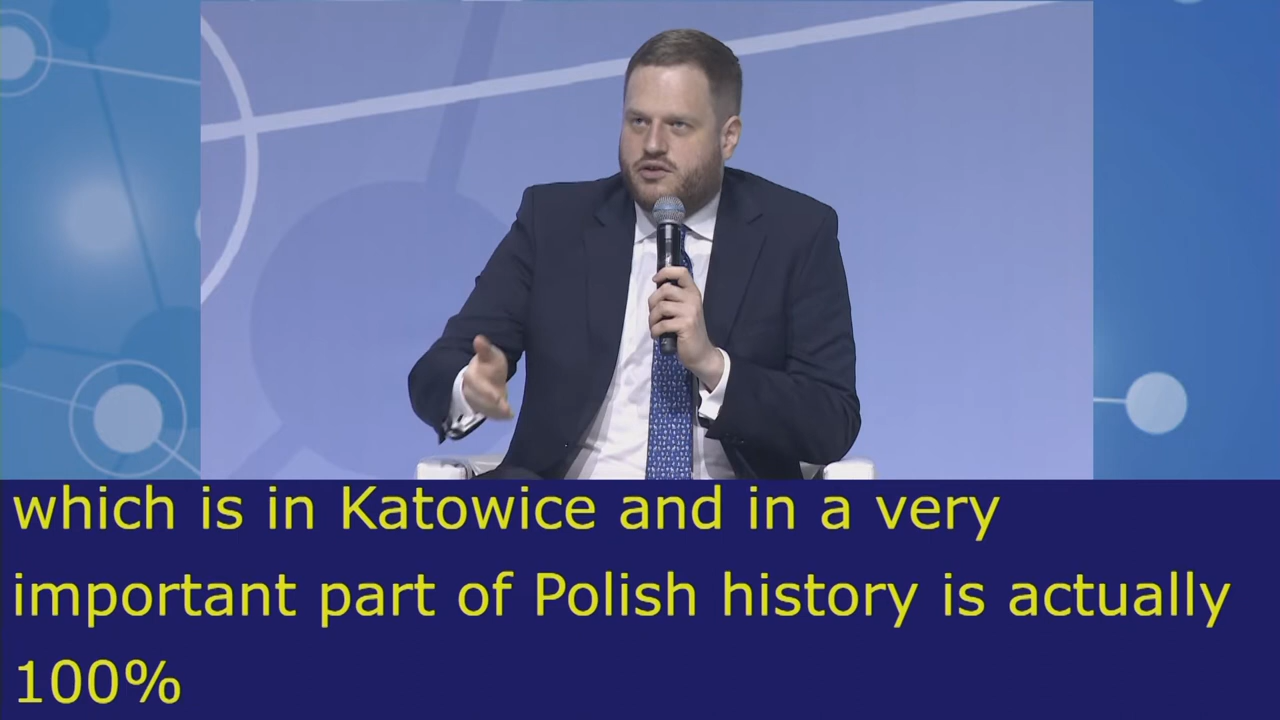 which is in Katowice and in a very
important part of Polish history is actually
100%